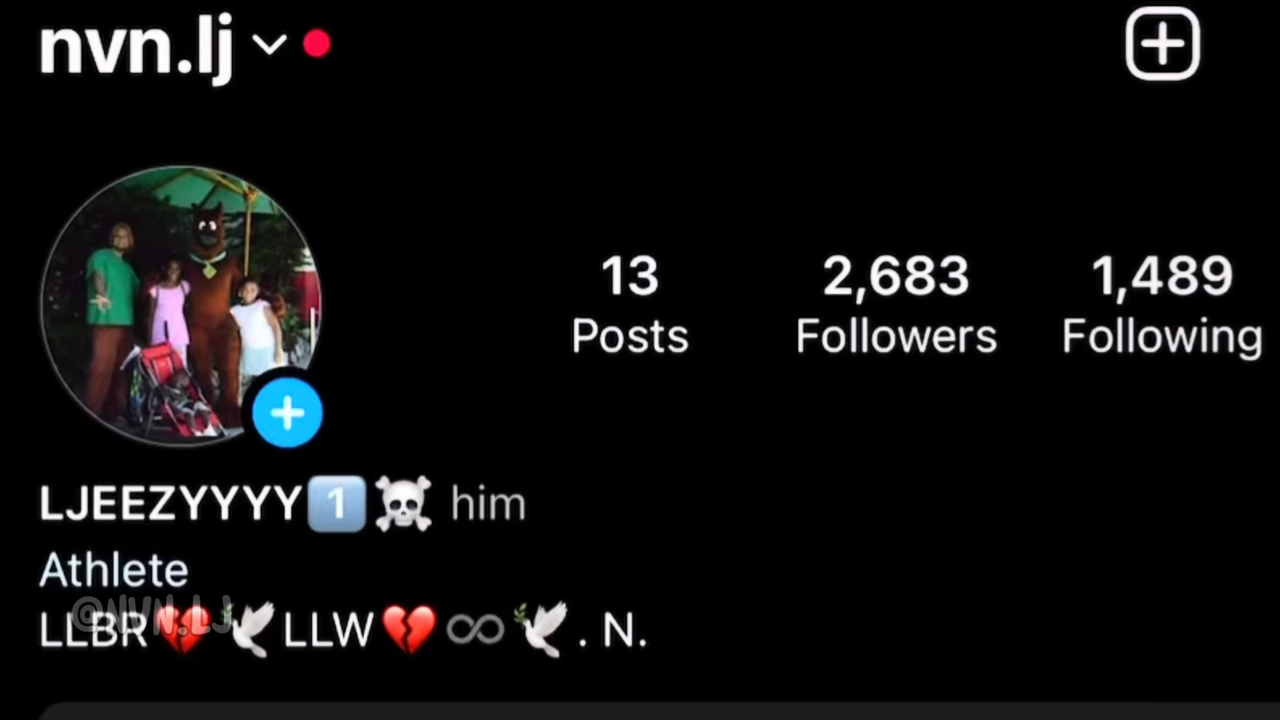 nvn.lj
13 2,683 1,489
Posts Followers Following
LJEEZYYYY1️⃣☠️ him
Athlete
@NVN.LJ
LLBR💔🕊️LLW💔♾️🕊️. N.